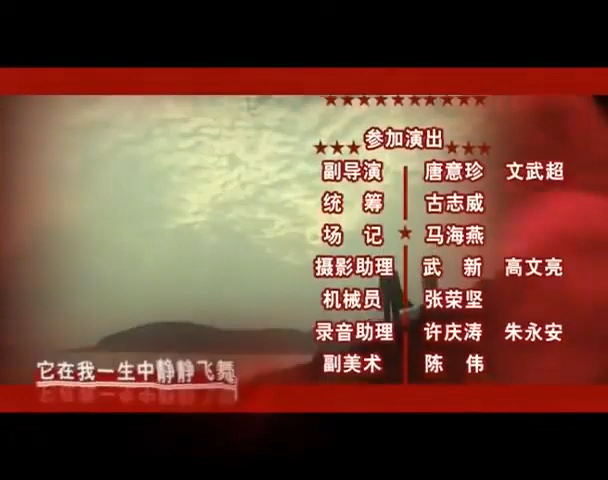 参加演出
副导演 唐意珍 文武超
统筹 古志威
场记 马海燕
摄影助理 武新 高文亮
机械员 张荣坚
录音助理 许庆涛 朱永安
副美术 陈伟
它在我一生中静静飞舞